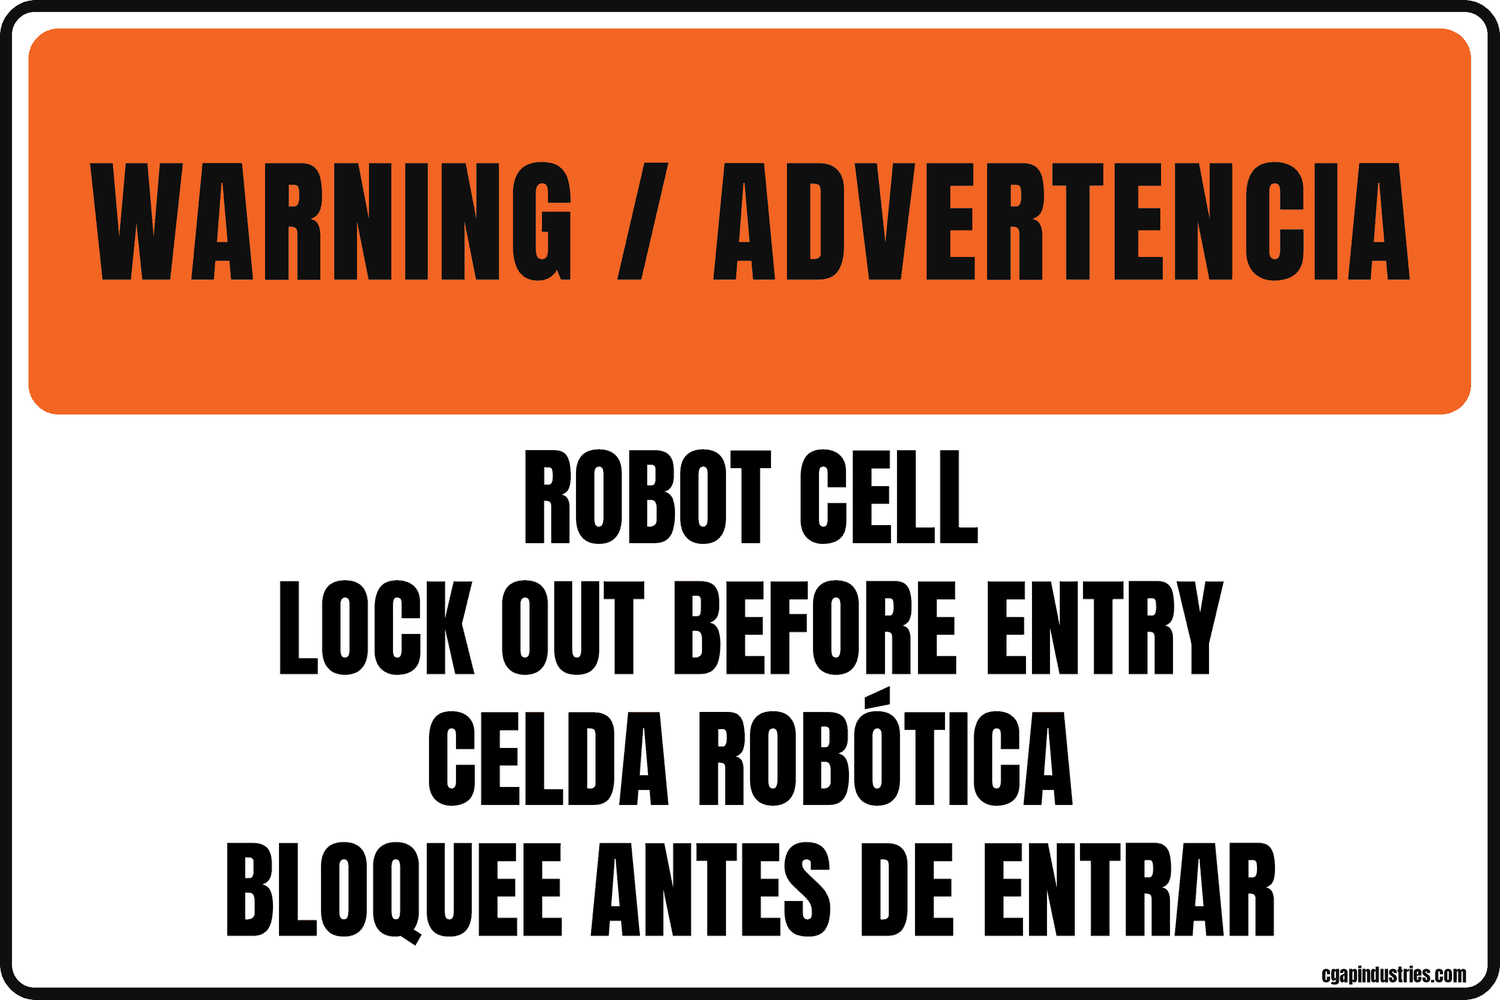 WARNING / ADVERTENCIA
ROBOT CELL
LOCK OUT BEFORE ENTRY
CELDA ROBÓTICA
BLOQUEE ANTES DE ENTRAR
cgapindustries.com